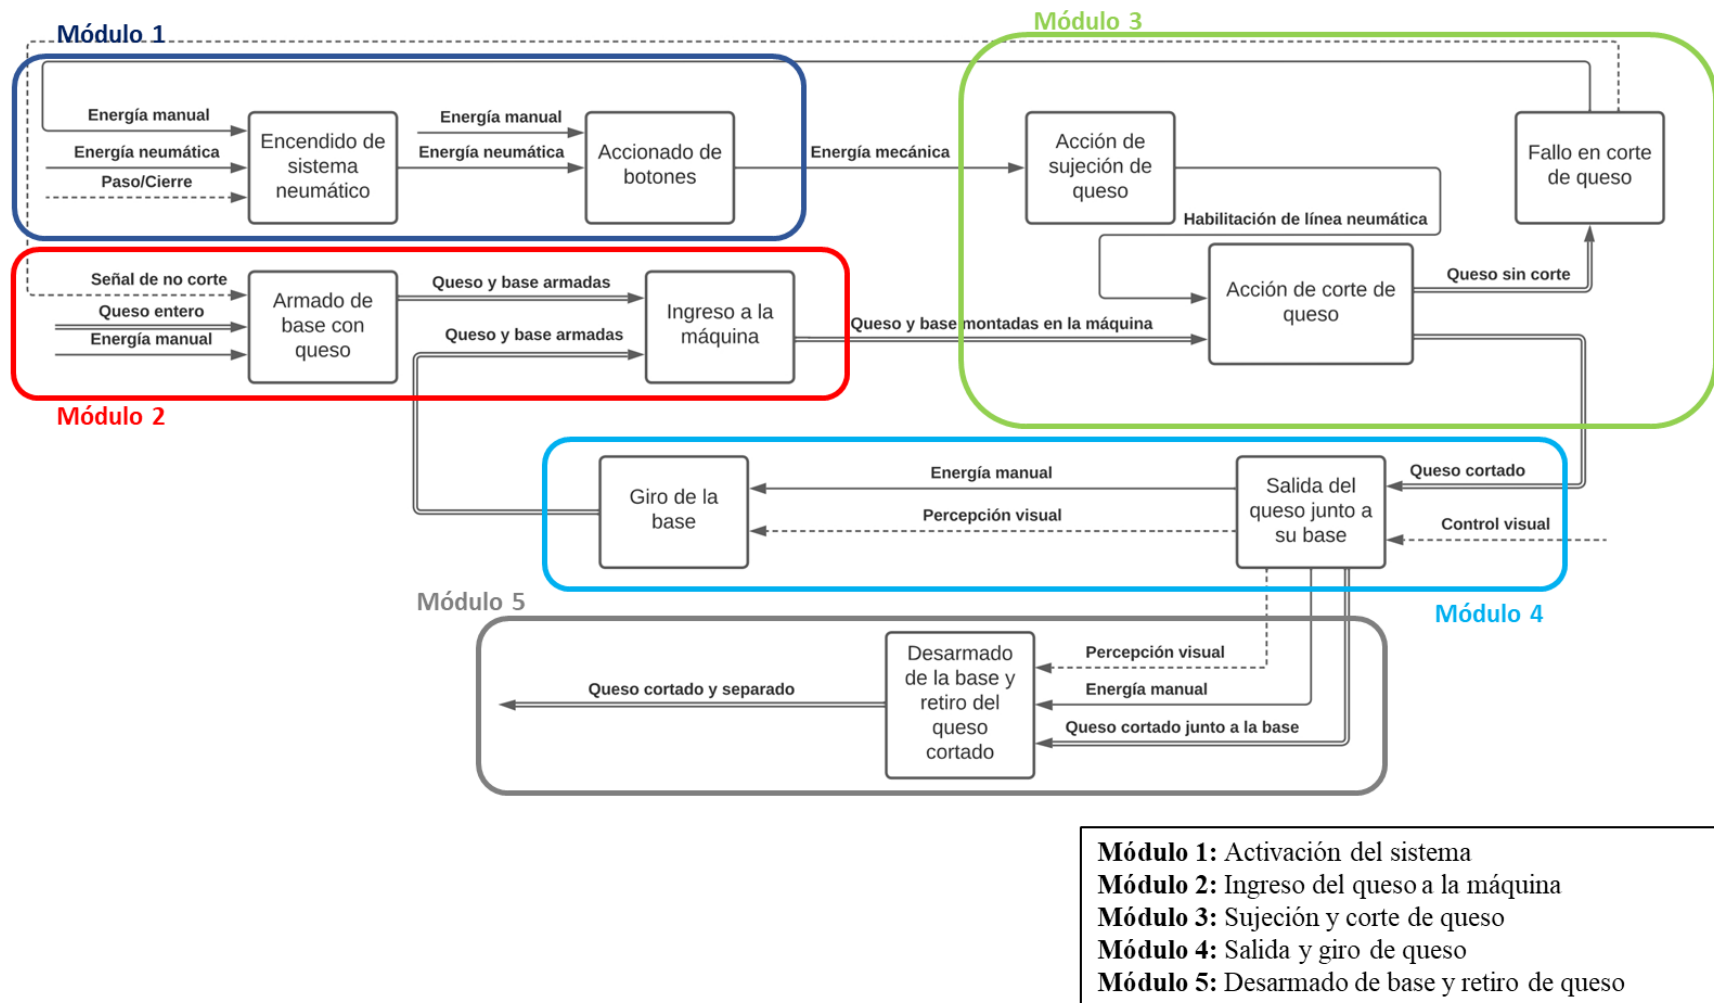 Módulo 1
Módulo 3
Energía manual
Energía neumática
Paso/Cierre
Encendido de
sistema
neumático
Energía manual
Energía neumática
Accionado de
botones
Energía mecánica
Acción de
sujeción de
queso
Fallo en corte
de queso
Habilitación de línea neumática
Señal de no corte
Queso entero
Energía manual
Armado de
base con
queso
Queso y base armadas
Queso y base armadas
Ingreso a la
máquina
Queso y base montadas en la máquina
Acción de corte de
queso
Queso sin corte
Módulo 2
Giro de la
base
Energía manual
Percepción visual
Salida del
queso junto a
su base
Queso cortado
Control visual
Módulo 5
Módulo 4
Queso cortado y separado
Desarmado
de la base y
retiro del
queso
cortado
Percepción visual
Energía manual
Queso cortado junto a la base
Módulo 1: Activación del sistema
Módulo 2: Ingreso del queso a la máquina
Módulo 3: Sujeción y corte de queso
Módulo 4: Salida y giro de queso
Módulo 5: Desarmado de base y retiro de queso